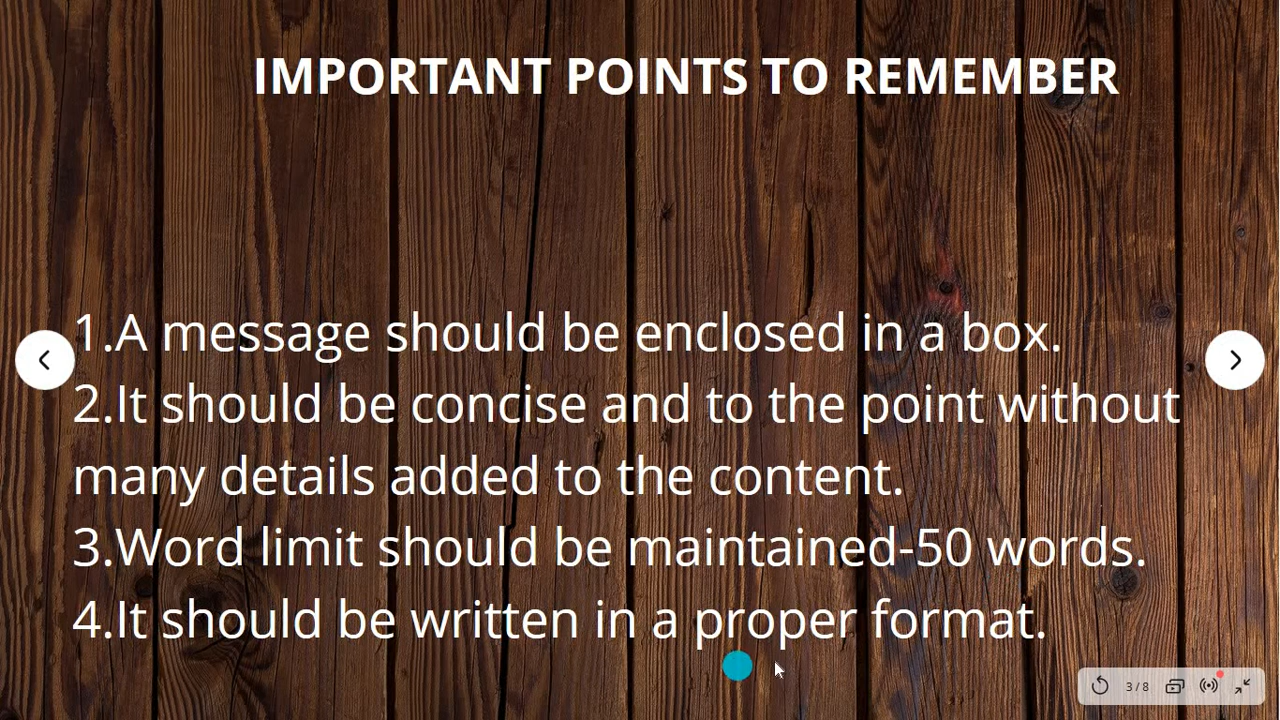 IMPORTANT POINTS TO REMEMBER
1.A message should be enclosed in a box.
2.It should be concise and to the point without
many details added to the content.
3.Word limit should be maintained-50 words.
4.It should be written in a proper format.
3/8